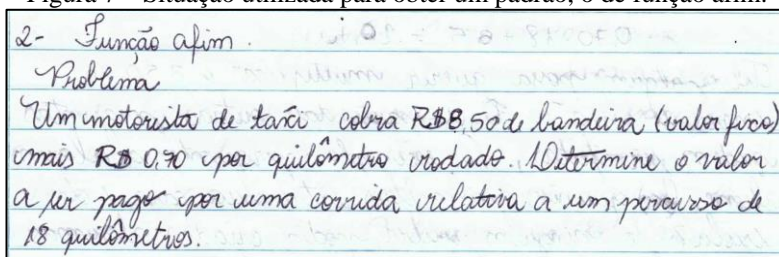 Figura 7 – Situação utilizada para obter um padrão, o de função afim.
2- Função afim.
Problema
Um motorista de taxi cobra R$8,50 de bandeira (valor fixo)
mais R$ 0,70 por quilômetro rodado. Determine o valor
a ser pago por uma corrida relativa a um percurso de
18 quilômetros.